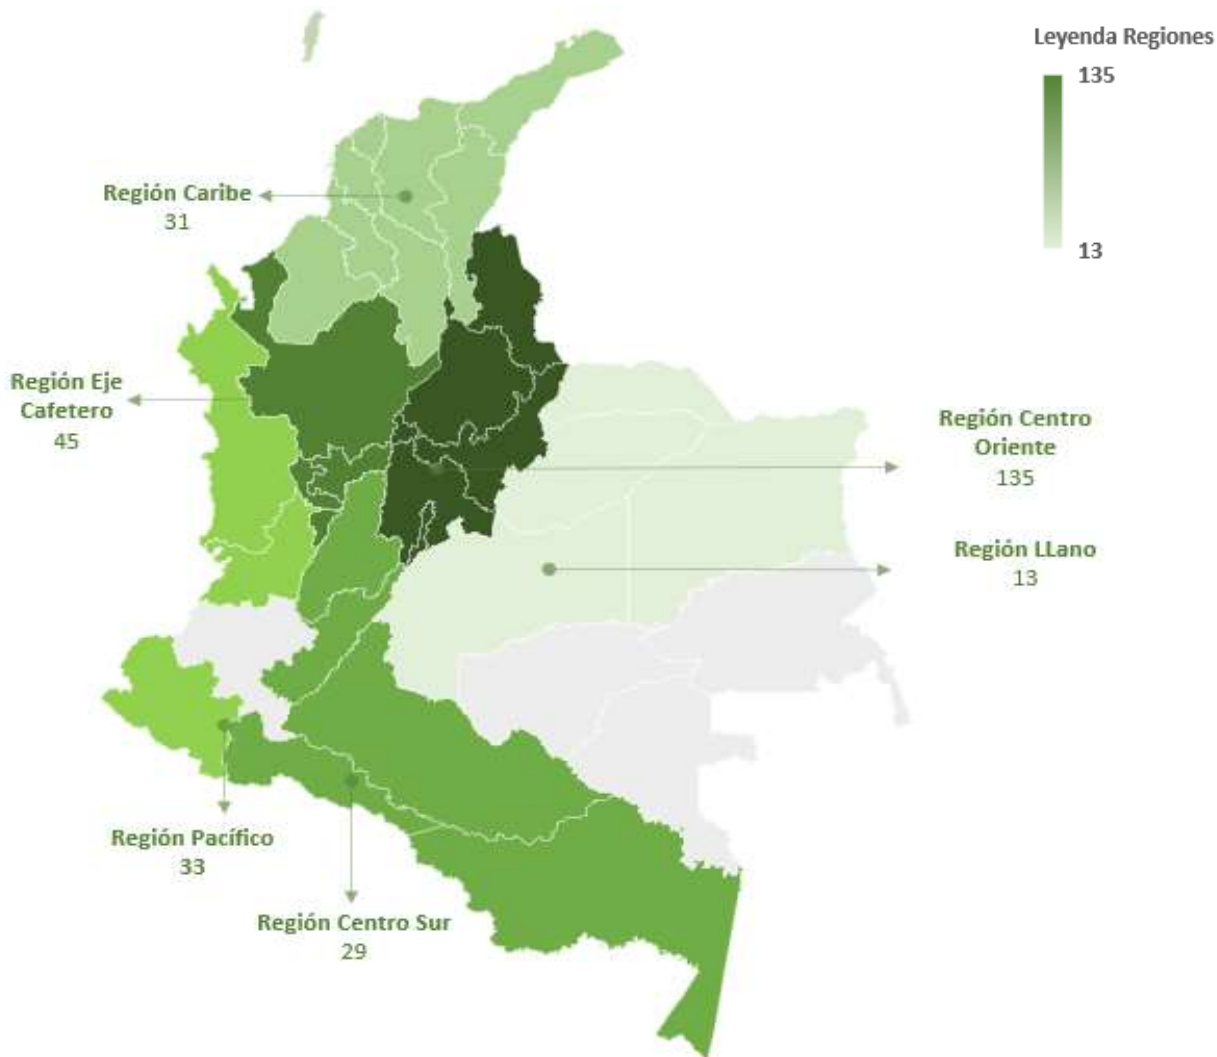 Leyenda Regiones
135
13
Región Caribe
31
Región Eje
Cafetero
45
Región Centro
Oriente
135
Región LLano
13
Región Pacífico
33
Región Centro Sur
29